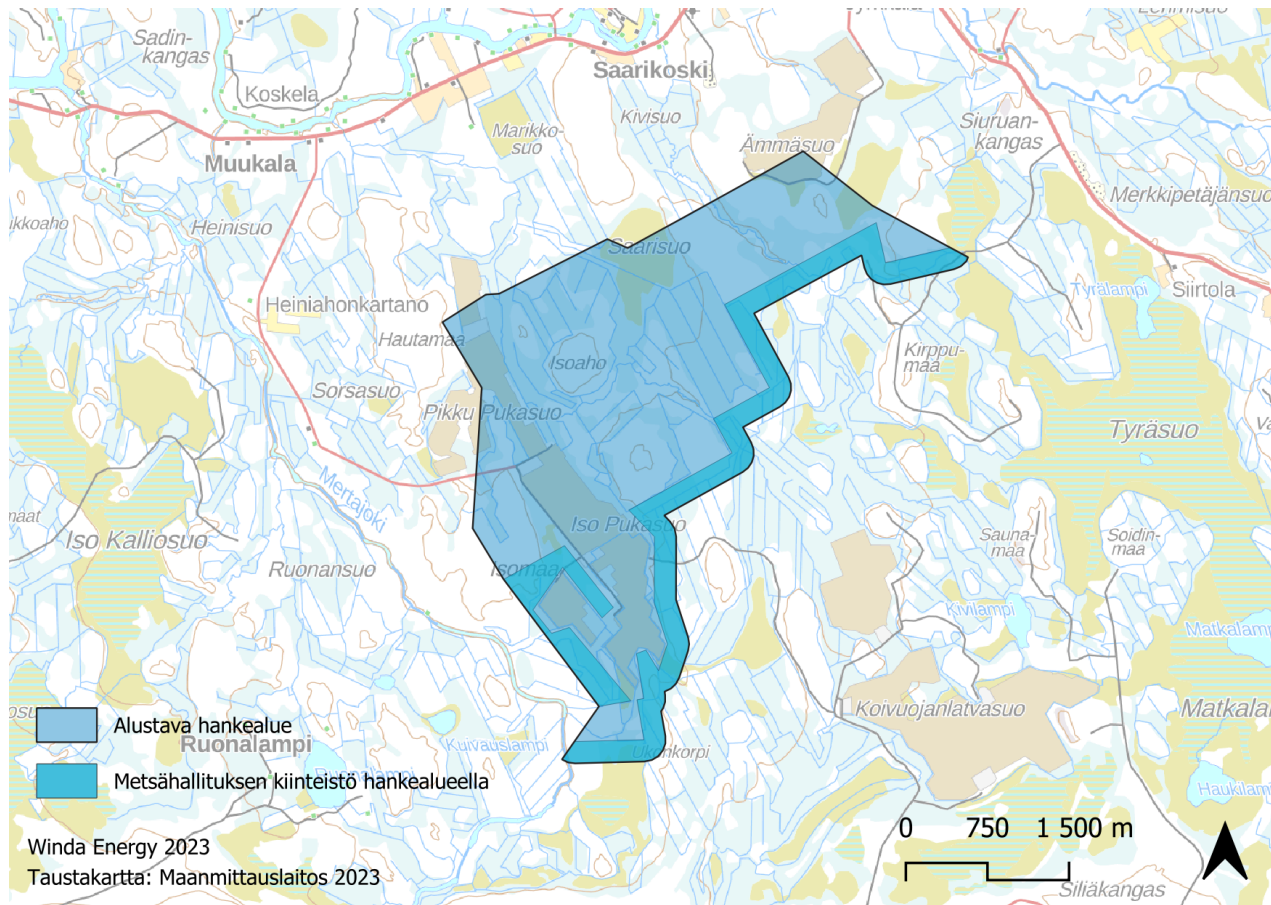 Sadin-
kangas
Koskela
Saarikoski
Kivisuo
Marikko-
suo
Ämmäsuo
Siuruan-
kangas
Muukala
Merkkipetäjänsuo
Heinisuo
Saarisuo
Tyrälampi
Siirtola
Heiniahonkartano
Hautamaa
Isoaho
Kirppu-
maa
Sorsasuo
Pikku Pukasuo
Tyräsuo
Mertajoki
Iso Pukasuo
Iso Kalliosuo
Ruonansuo
Isomaa
Sauna-
maa
Soidin-
maa
Kivilampi
Matkalamp
Koivuojanlatvasuo
Matkala
Alustava hankealue
Ruonalampi
Kuivauslampi
Ukonkorpi
Metsähallituksen kiinteistö hankealueella
Haukilam
0 750 1 500 m
Winda Energy 2023
Taustakartta: Maanmittauslaitos 2023
Siliäkangas